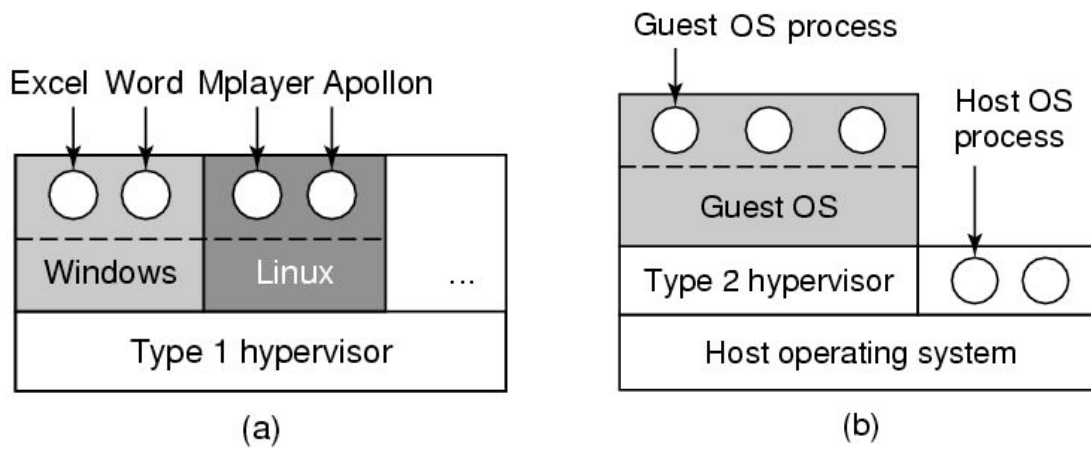 Excel Word Mplayer Apollon
Windows
Linux
...
Type 1 hypervisor
(a)
Guest OS process
Host OS
process
Guest OS
Type 2 hypervisor
Host operating system
(b)